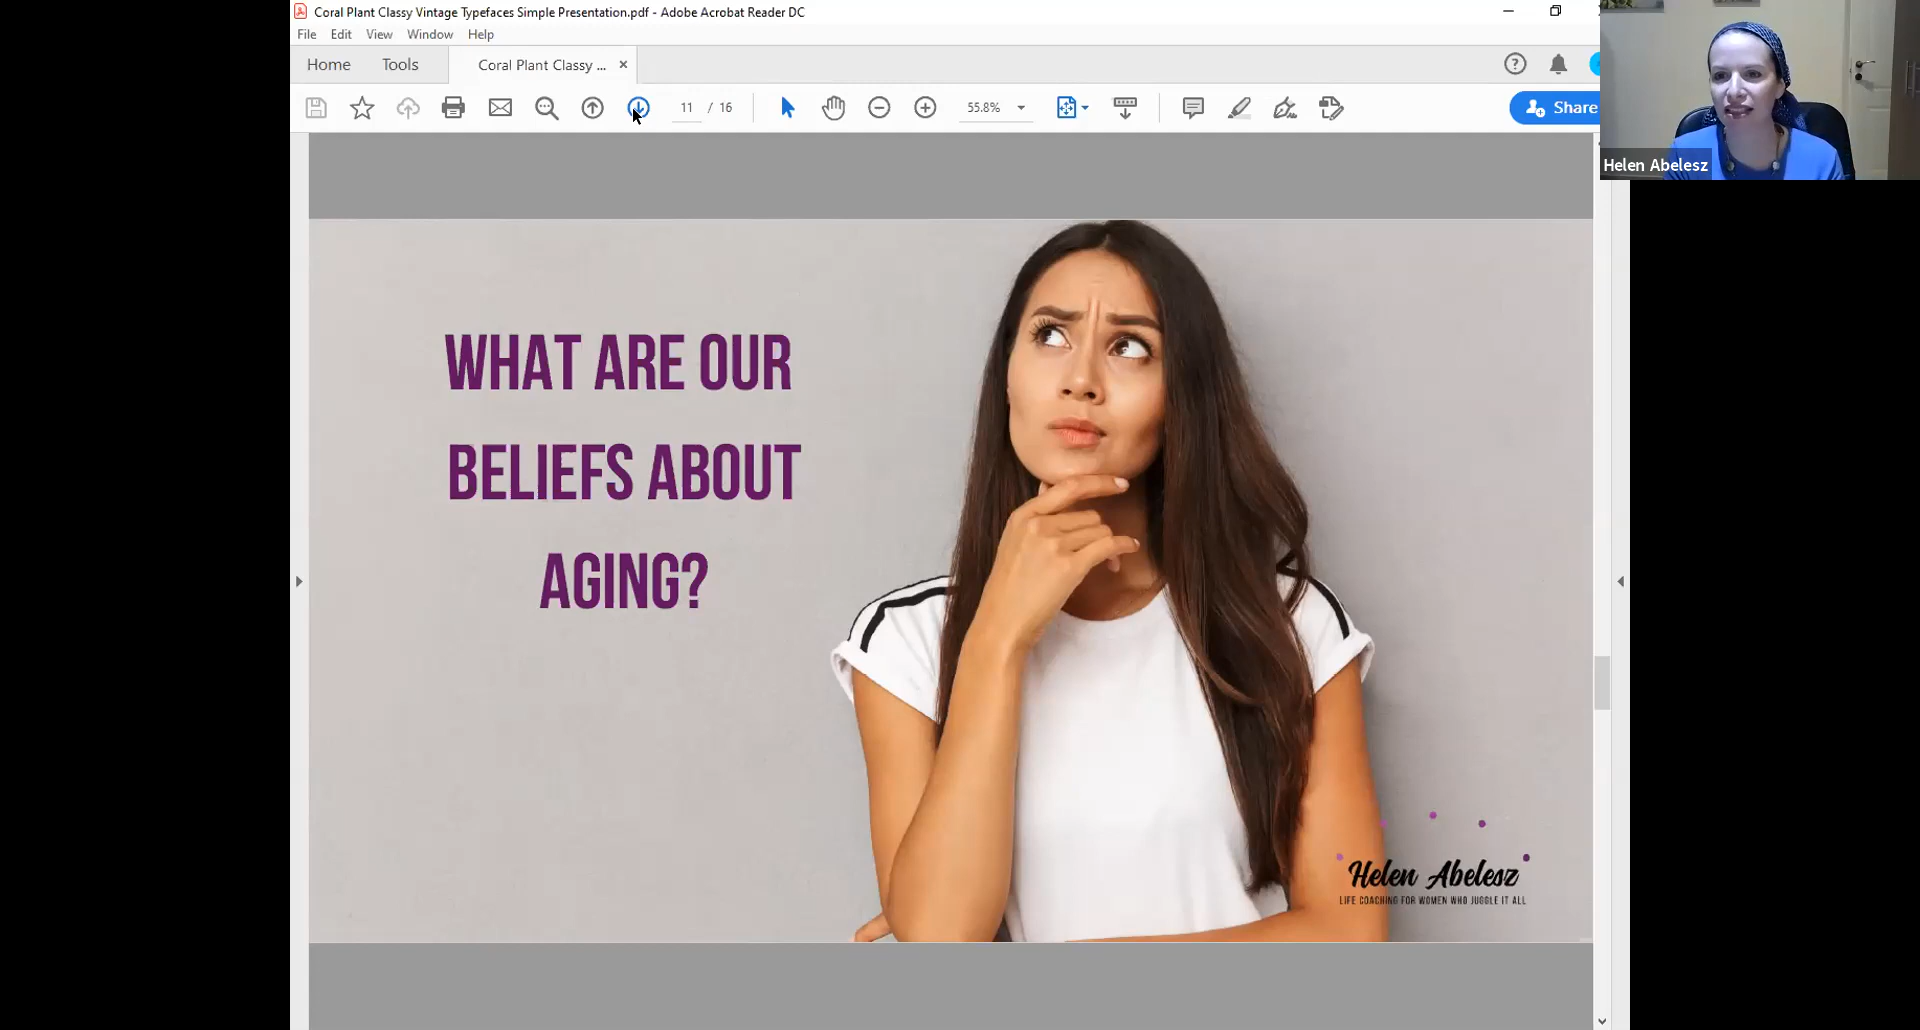 Coral Plant Classy Vintage Typefaces Simple Presentation.pdf - Adobe Acrobat Reader DC
File Edit View Window Help
Home Tools Coral Plant Classy ...
11 / 16 55.8% Share
Helen Abelesz
WHAT ARE OUR
BELIEFS ABOUT
AGING?
Helen Abelesz
LIFE COACHING FOR WOMEN WHO JUGGLE IT ALL